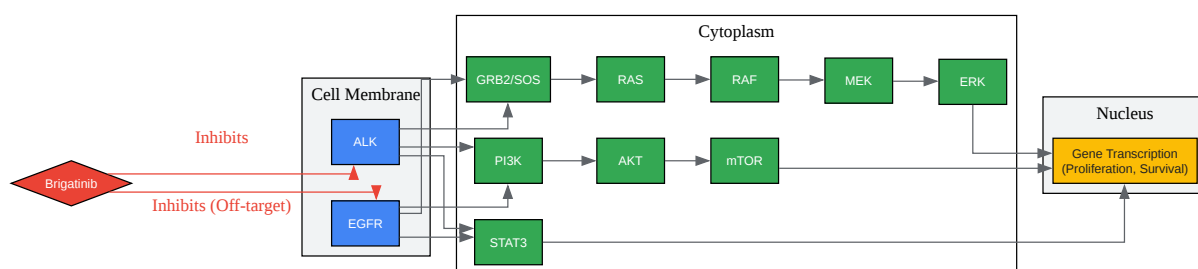 Cytoplasm
GRB2/SOS
RAS
RAF
MEK
ERK
Cell Membrane
Nucleus
Inhibits
ALK
PI3K
AKT
mTOR
Gene Transcription
(Proliferation, Survival)
Brigatinib
Inhibits (Off-target)
EGFR
STAT3